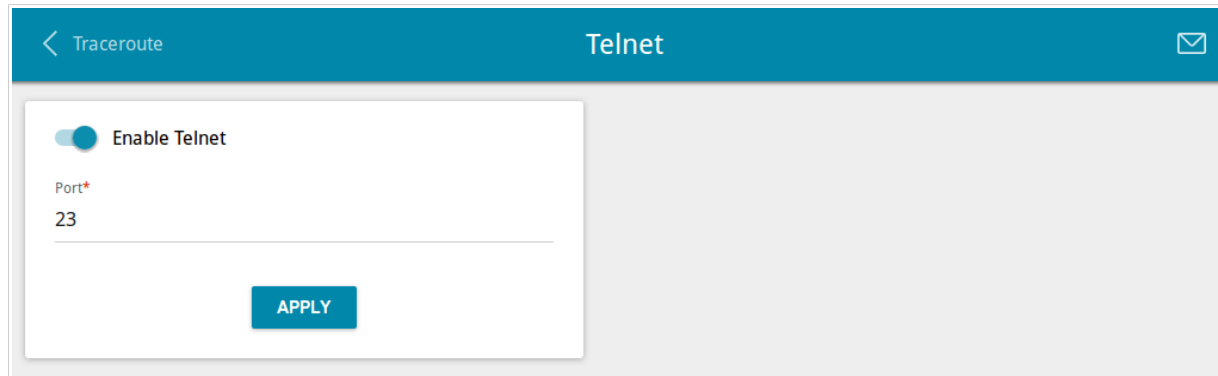 Traceroute
Telnet
Enable Telnet
Port*
23
APPLY